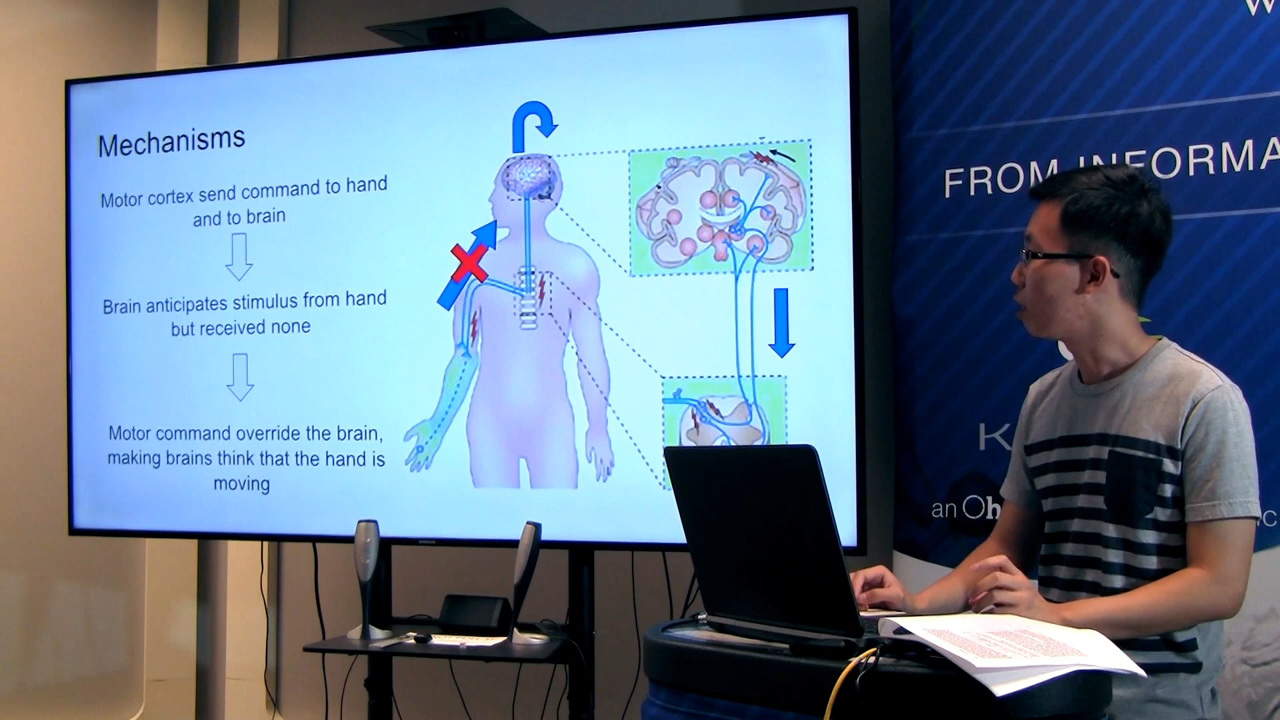 Mechanisms
Motor cortex send command to hand
and to brain
Brain anticipates stimulus from hand
but received none
Motor command override the brain,
making brains think that the hand is
moving
W
FROM INFORMA
K
an Oh